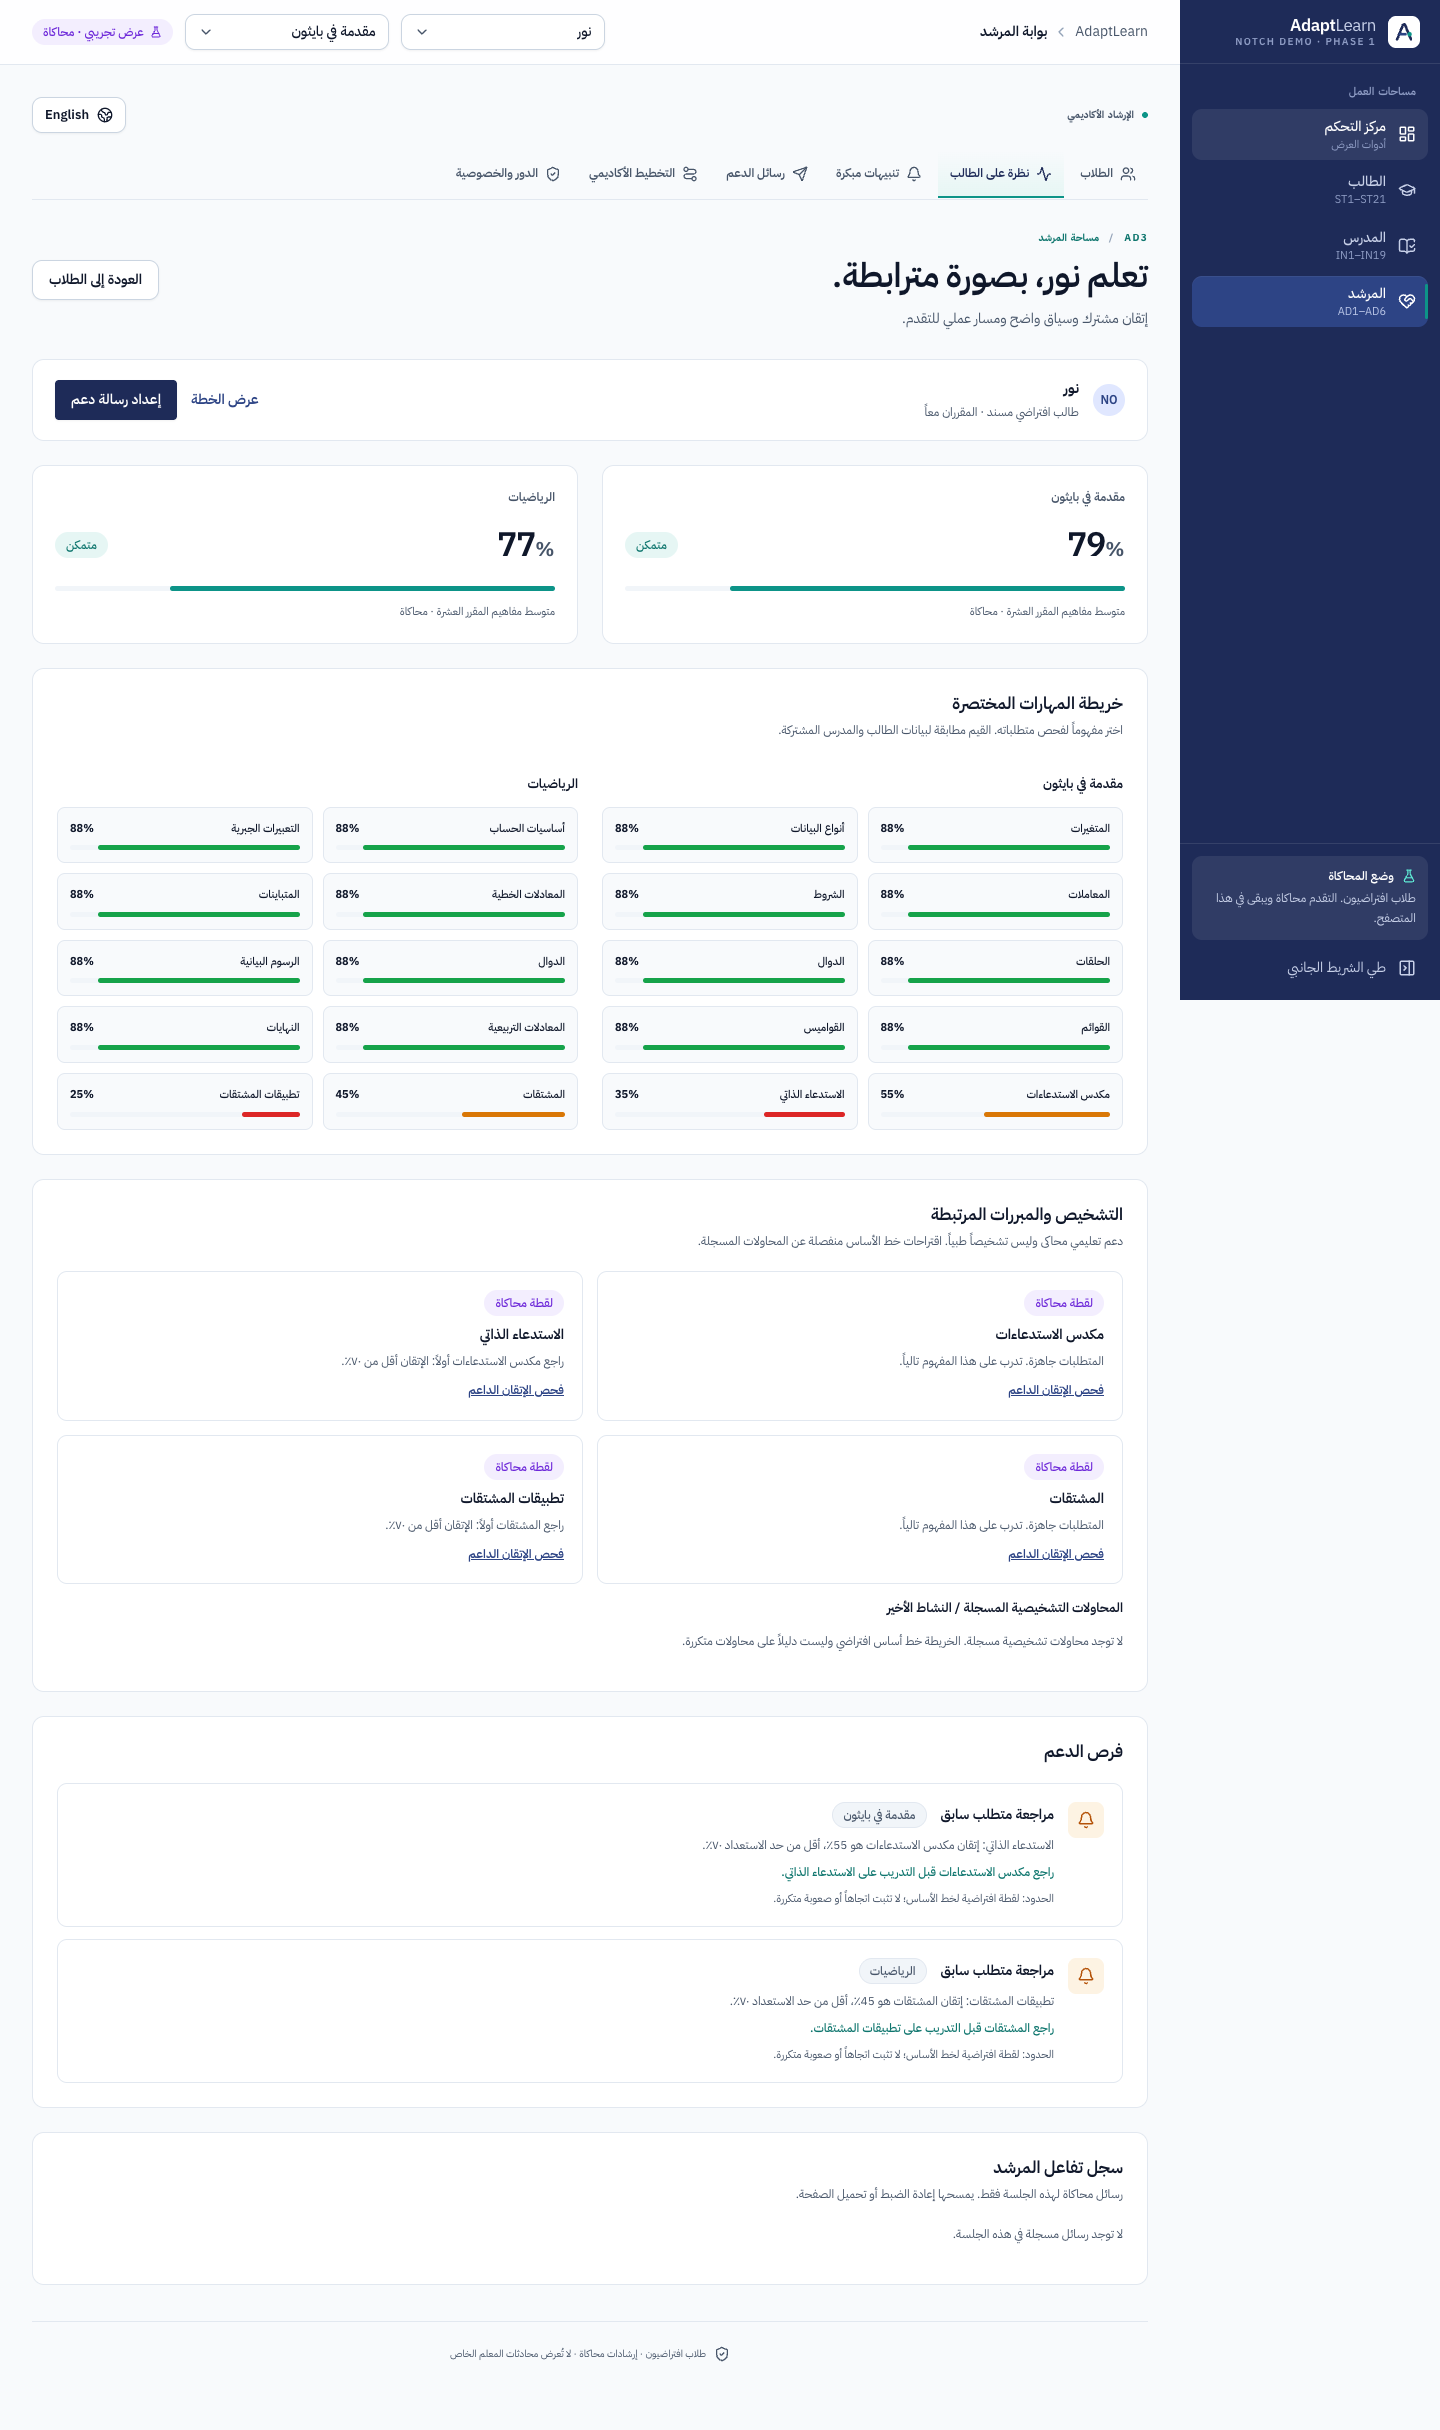 AdaptLearn
NOTCH DEMO · PHASE 1
مساحات العمل
مركز التحكم
أدوات العرض
الطالب
ST1–ST21
المدرس
IN1–IN19
المرشد
AD1–AD6
وضع المحاكاة
طلاب افتراضيون. التقدم محاكاة ويبقى في هذا
المتصفح.
طي الشريط الجانبي
AdaptLearn
بوابة المرشد
نور
مقدمة في بايثون
عرض تجريبي · محاكاة
الإرشاد الأكاديمي
English
الطلاب
نظرة على الطالب
تنبيهات مبكرة
رسائل الدعم
التخطيط الأكاديمي
الدور والخصوصية
AD3 / مساحة المرشد
تعلم نور، بصورة مترابطة.
إتقان مشترك وسياق واضح ومسار عملي للتقدم.
العودة إلى الطلاب
NO
نور
طالب افتراضي مسند · المقرران معاً
عرض الخطة
إعداد رسالة دعم
مقدمة في بايثون
79%
متمكن
متوسط مفاهيم المقرر العشرة · محاكاة
الرياضيات
77%
متمكن
متوسط مفاهيم المقرر العشرة · محاكاة
خريطة المهارات المختصرة
اختر مفهوماً لفحص متطلباته. القيم مطابقة لبيانات الطالب والمدرس المشتركة.
مقدمة في بايثون
المتغيرات 88%
أنواع البيانات 88%
المعاملات 88%
الشروط 88%
الحلقات 88%
الدوال 88%
القوائم 88%
القواميس 88%
مكدس الاستدعاءات 55%
الاستدعاء الذاتي 35%
الرياضيات
أساسيات الحساب 88%
التعبيرات الجبرية 88%
المعادلات الخطية 88%
المتباينات 88%
الدوال 88%
الرسوم البيانية 88%
المعادلات التربيعية 88%
النهايات 88%
المشتقات 45%
تطبيقات المشتقات 25%
التشخيص والمبررات المرتبطة
دعم تعليمي محاكى وليس تشخيصاً طبياً. اقتراحات خط الأساس منفصلة عن المحاولات المسجلة.
لقطة محاكاة
مكدس الاستدعاءات
المتطلبات جاهزة. تدرب على هذا المفهوم تالياً.
فحص الإتقان الداعم
لقطة محاكاة
الاستدعاء الذاتي
راجع مكدس الاستدعاءات أولاً: الإتقان أقل من ٧٠٪.
فحص الإتقان الداعم
لقطة محاكاة
المشتقات
المتطلبات جاهزة. تدرب على هذا المفهوم تالياً.
فحص الإتقان الداعم
لقطة محاكاة
تطبيقات المشتقات
راجع المشتقات أولاً: الإتقان أقل من ٧٠٪.
فحص الإتقان الداعم
المحاولات التشخيصية المسجلة / النشاط الأخير
لا توجد محاولات تشخيصية مسجلة. الخريطة خط أساس افتراضي وليست دليلاً على محاولات متكررة.
فرص الدعم
مراجعة متطلب سابق
مقدمة في بايثون
الاستدعاء الذاتي: إتقان مكدس الاستدعاءات هو 55٪، أقل من حد الاستعداد ٧٠٪.
راجع مكدس الاستدعاءات قبل التدريب على الاستدعاء الذاتي.
الحدود: لقطة افتراضية لخط الأساس؛ لا تثبت اتجاهاً أو صعوبة متكررة.
مراجعة متطلب سابق
الرياضيات
تطبيقات المشتقات: إتقان المشتقات هو 45٪، أقل من حد الاستعداد ٧٠٪.
راجع المشتقات قبل التدريب على تطبيقات المشتقات.
الحدود: لقطة افتراضية لخط الأساس؛ لا تثبت اتجاهاً أو صعوبة متكررة.
سجل تفاعل المرشد
رسائل محاكاة لهذه الجلسة فقط. يمسحها إعادة الضبط أو تحميل الصفحة.
لا توجد رسائل مسجلة في هذه الجلسة.
طلاب افتراضيون · إرشادات محاكاة · لا تُعرض محادثات المعلم الخاص